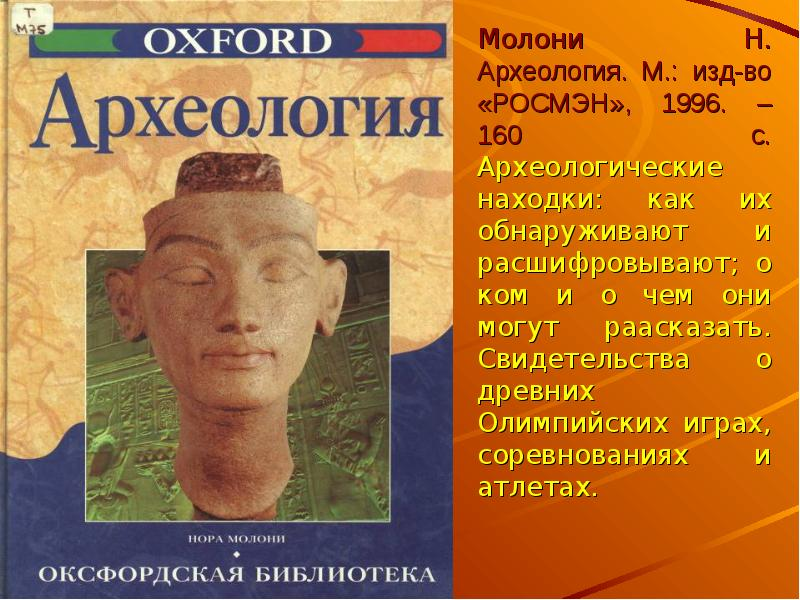 Т
М75
OXFORD
Археология
НОРА МОЛОНИ
ОКСФОРДСКАЯ БИБЛИОТЕКА
Молони Н.
Археология. М.: изд-во
«РОСМЭН», 1996. –
160 с.
Археологические
находки: как их
обнаруживают и
расшифровывают; о
ком и о чем они
могут раасказать.
Свидетельства о
древних
Олимпийских играх,
соревнованиях и
атлетах.